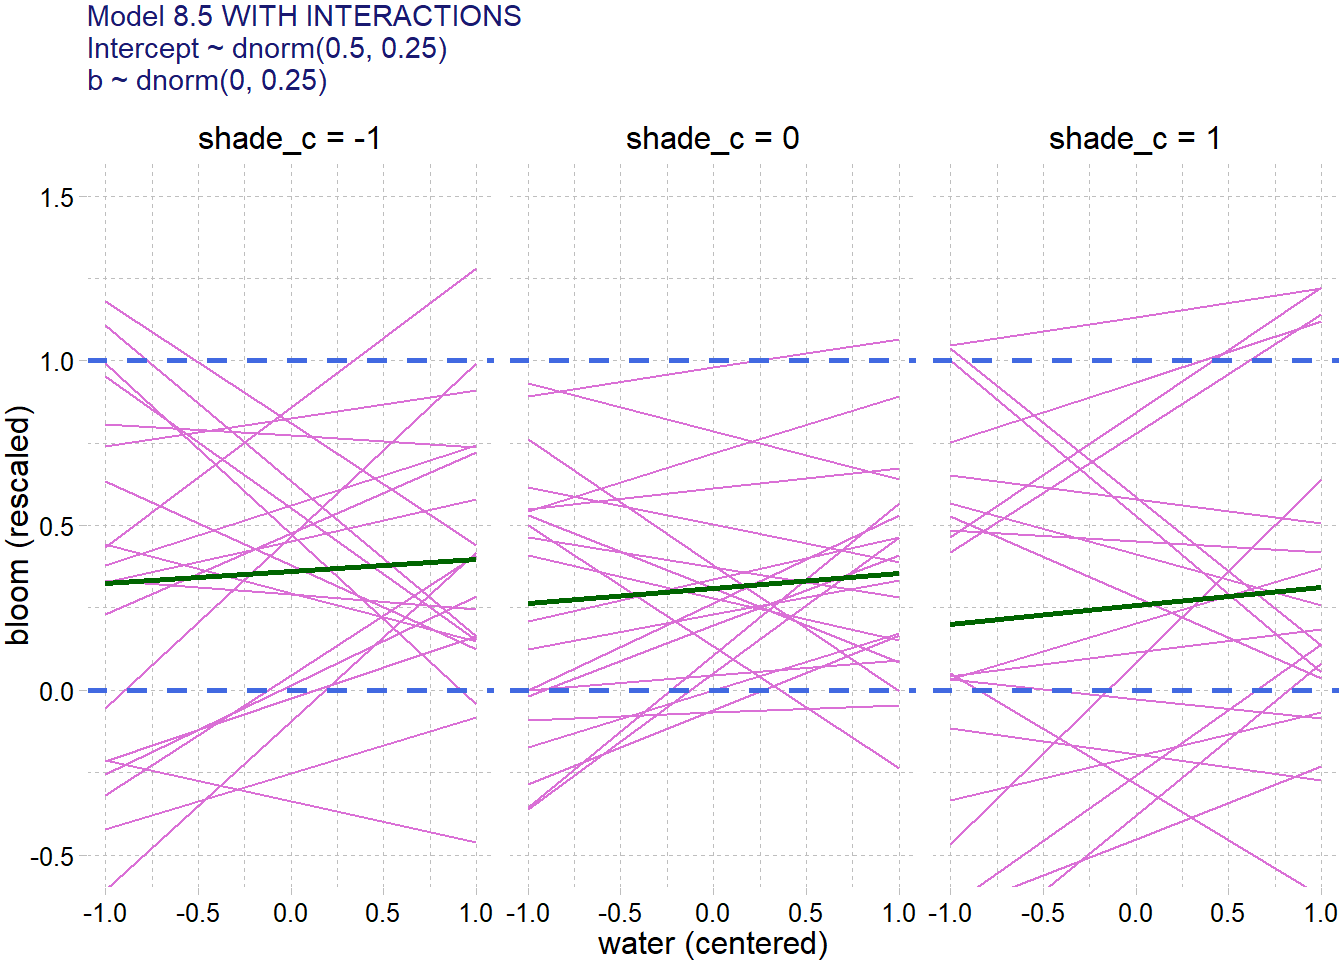 Model 8.5 WITH INTERACTIONS
Intercept ~ dnorm(0.5, 0.25)
b ~ dnorm(0, 0.25)
shade_c = -1
shade_c = 0
shade_c = 1
bloom (rescaled)
1.5
1.0
0.5
0.0
-0.5
-1.0 -0.5 0.0 0.5 1.0
-1.0 -0.5 0.0 0.5 1.0
-1.0 -0.5 0.0 0.5 1.0
water (centered)